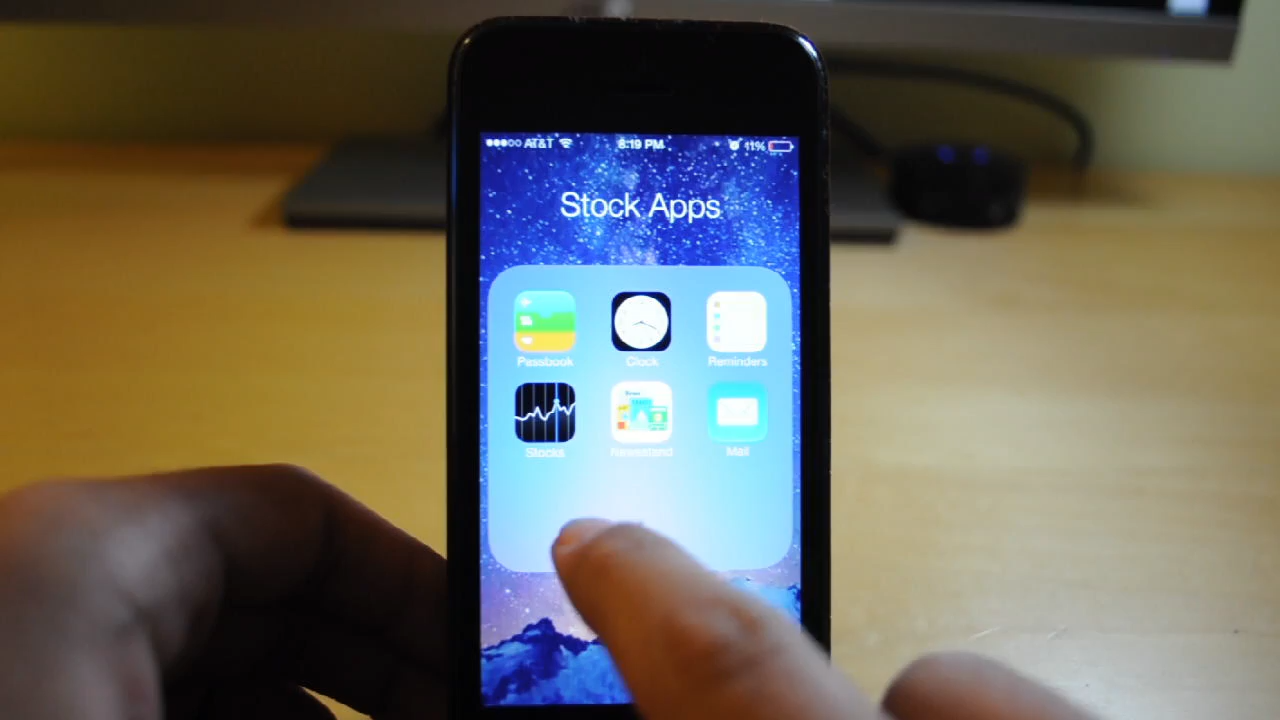 AT&T 8:19 PM 11%
Stock Apps
Passbook Clock Reminders
Stocks Newsstand Mail